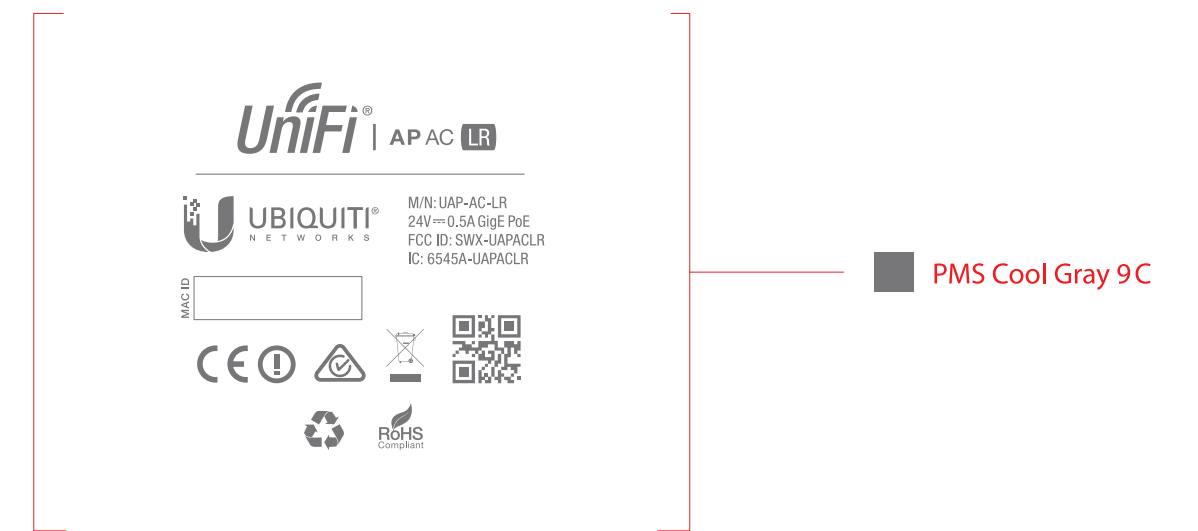 UniFi® | AP AC LR
UBIQUITI®
NETWORKS
M/N: UAP-AC-LR
24V⎓0.5A GigE PoE
FCC ID: SWX-UAPACLR
IC: 6545A-UAPACLR
MAC ID
CE
RoHS
Compliant
PMS Cool Gray 9 C